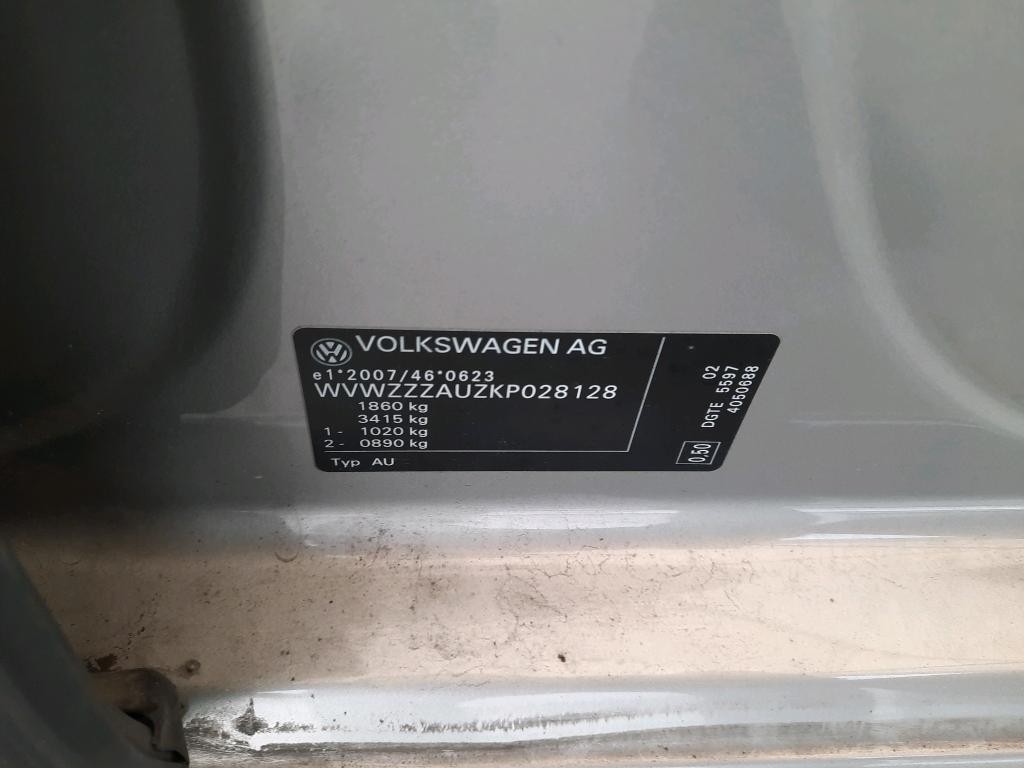 VOLKSWAGEN AG
e1*2007/46*0623
WVWZZZAUZKP028128
1860 kg
3415 kg
1 - 1020 kg
2 - 0890 kg
Typ AU
02
DGTE 5597
4050688
0,50